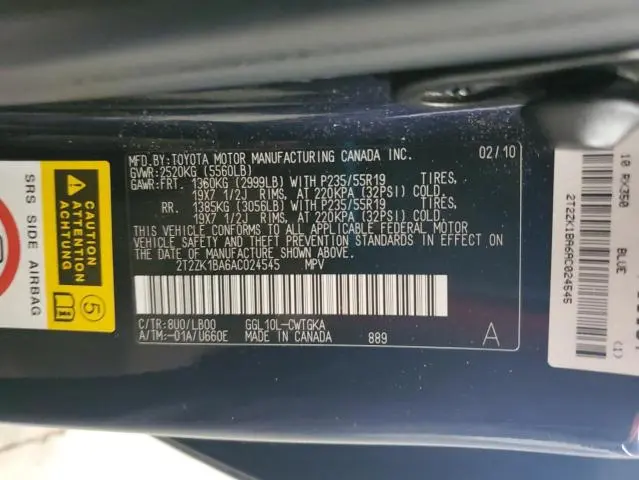 MFD.BY:TOYOTA MOTOR MANUFACTURING CANADA INC. 02/10
GVWR:2520KG (5560LB)
GAWR:FRT. 1360KG (2999LB) WITH P235/55R19 TIRES,
19X7 1/2J RIMS, AT 220KPA (32PSI) COLD.
RR. 1385KG (3056LB) WITH P235/55R19 TIRES,
19X7 1/2J RIMS, AT 220KPA (32PSI) COLD.
THIS VEHICLE CONFORMS TO ALL APPLICABLE FEDERAL MOTOR
VEHICLE SAFETY AND THEFT PREVENTION STANDARDS IN EFFECT ON
THE DATE OF MANUFACTURE SHOWN ABOVE.
2T2ZK1BA6AC024545 MPV
C/TR:8U0/LB00 GGL10L-CWTGKA
A/TM:-01A/U660E MADE IN CANADA 889 A
CAUTION
ATTENTION
ACHTUNG
5
SRS SIDE AIRBAG
10 RX350 BLUE (1)
2T2ZK1BA6AC024545